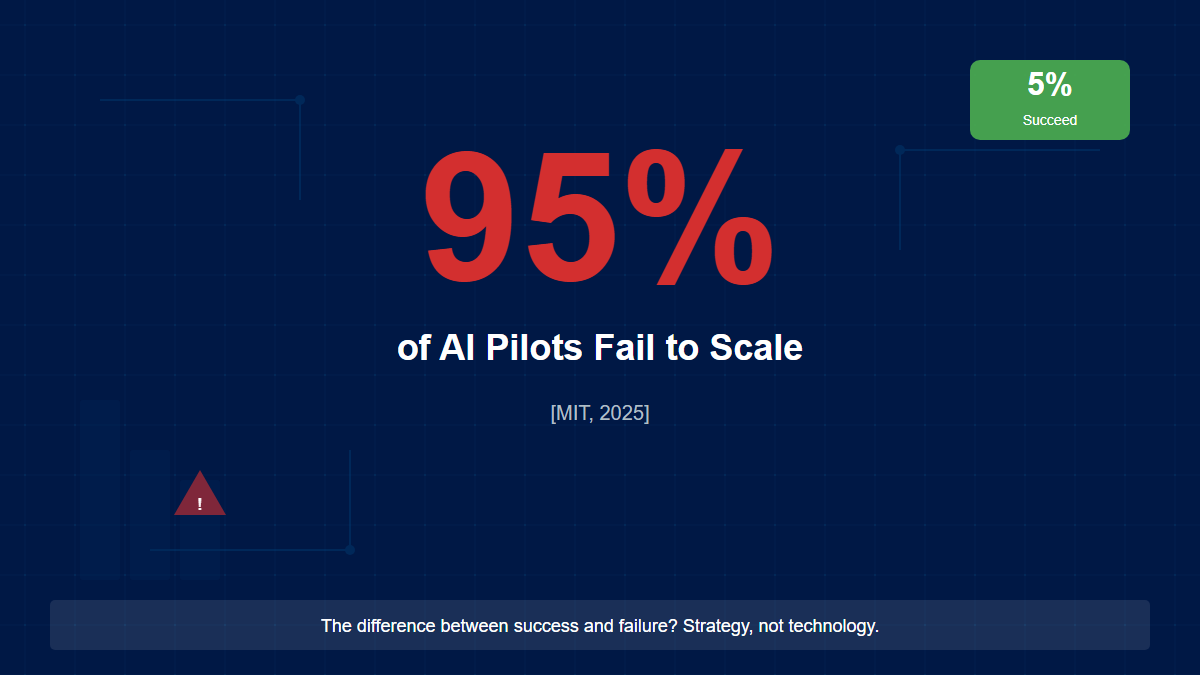 5%
Succeed
95%
of AI Pilots Fail to Scale
[MIT, 2025]
!
The difference between success and failure? Strategy, not technology.